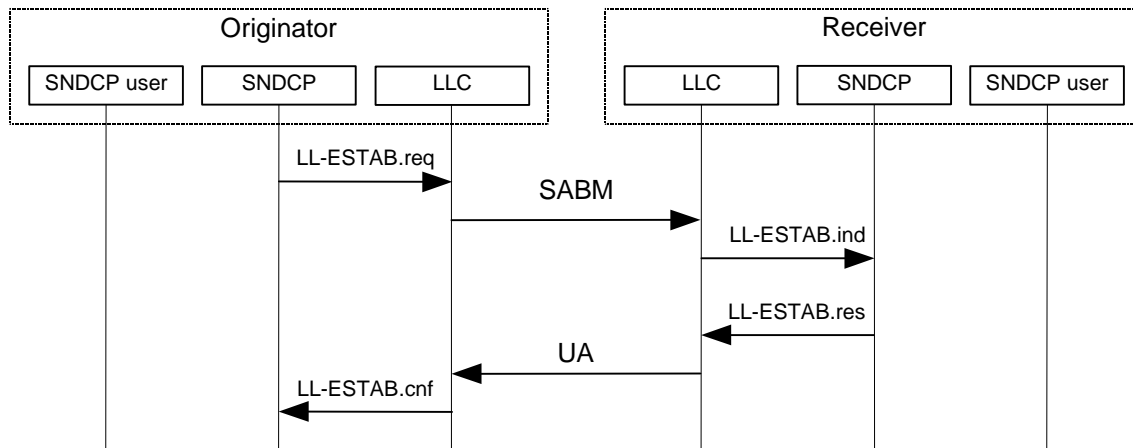 Originator
Receiver
SNDCP user
SNDCP
LLC
LLC
SNDCP
SNDCP user
LL-ESTAB.req
SABM
LL-ESTAB.ind
LL-ESTAB.res
UA
LL-ESTAB.cnf